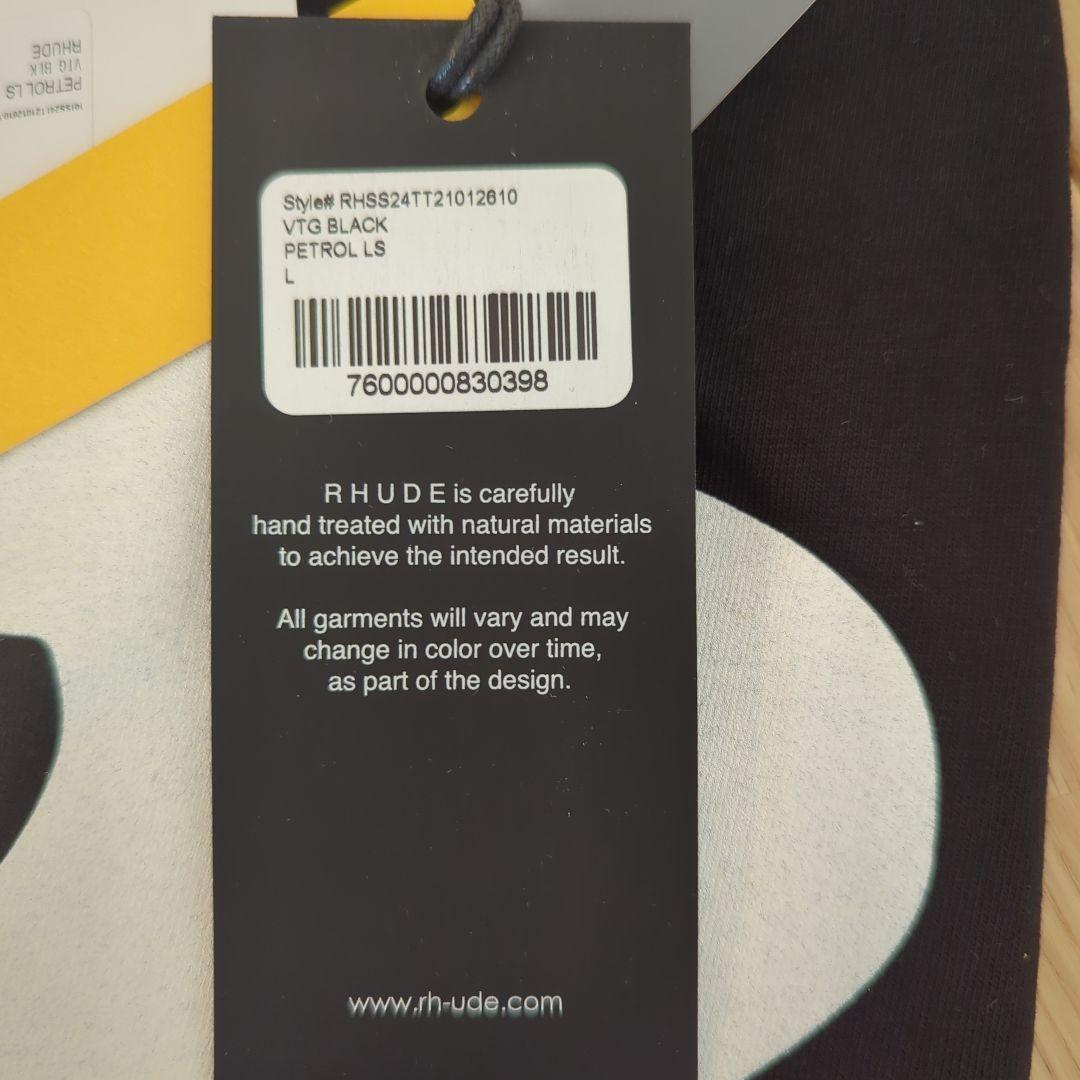 Style# RHSS24TT21012610
VTG BLACK
PETROL LS
L
7600000830398
R H U D E is carefully
hand treated with natural materials
to achieve the intended result.
All garments will vary and may
change in color over time,
as part of the design.
www.rh-ude.com
PETROL LS
VTG BLK
RHUDE